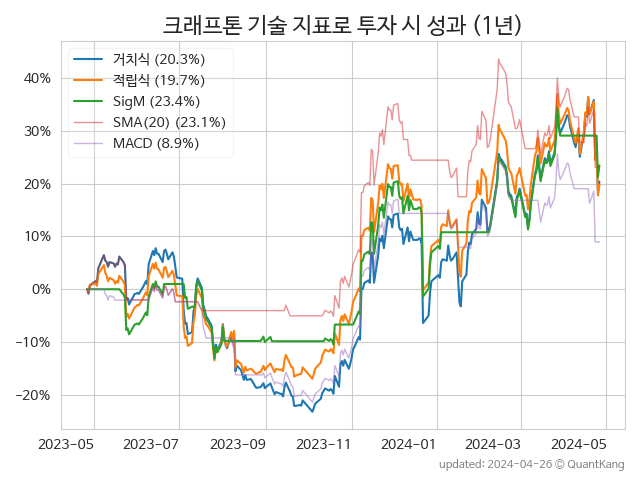 크래프톤 기술 지표로 투자 시 성과 (1년)
거치식 (20.3%)
적립식 (19.7%)
SigM (23.4%)
SMA(20) (23.1%)
MACD (8.9%)
40%
30%
20%
10%
0%
−10%
−20%
2023-05 2023-07 2023-09 2023-11 2024-01 2024-03 2024-05
updated: 2024-04-26 © QuantKang